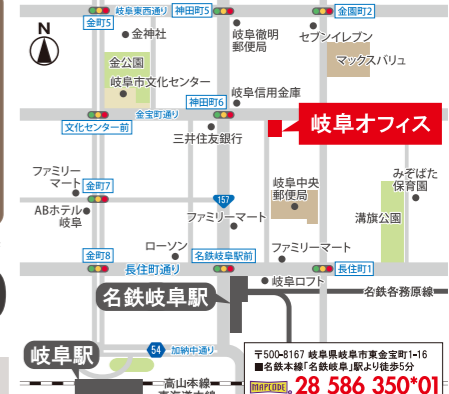 岐阜東西通り
神田町5
金園町2
金町5
N
金神社
岐阜徹明
郵便局
セブンイレブン
マックスバリュ
金公園
岐阜市文化センター
神田町6
岐阜信用金庫
金宝町通り
岐阜オフィス
文化センター前
三井住友銀行
ファミリー
マート
金町7
岐阜中央
郵便局
みぞばた
保育園
ABホテル
岐阜
157
ファミリーマート
溝旗公園
金町8
ローソン
名鉄岐阜駅前
ファミリーマート
長住町通り
長住町1
岐阜ロフト
名鉄岐阜駅
名鉄各務原線
岐阜駅
54
加納中通り
高山本線
東海道本線
〒500-8167 岐阜県岐阜市東金宝町1-16
■名鉄本線「名鉄岐阜」駅より徒歩5分
MAPCODE 28 586 350*01